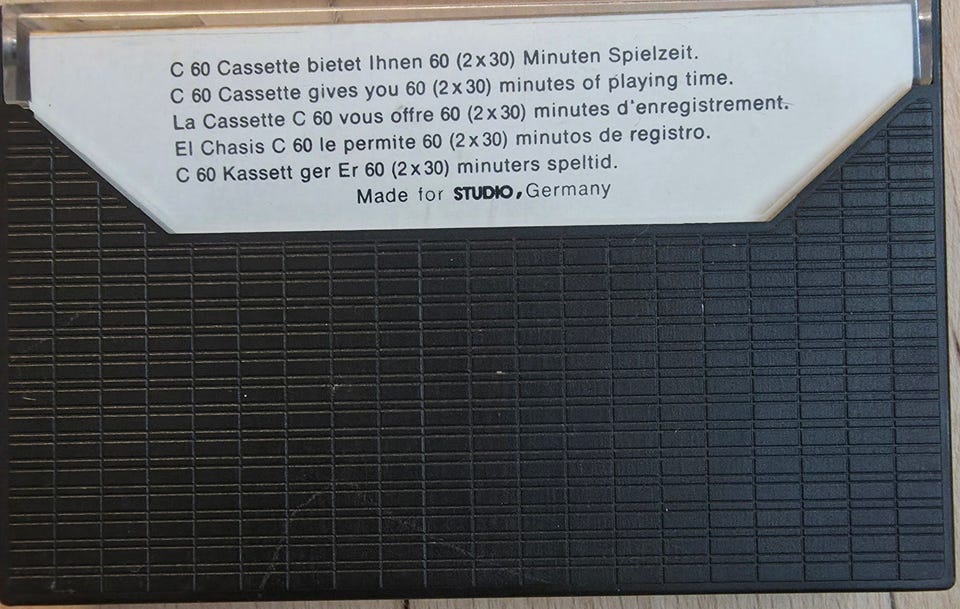 C 60 Cassette bietet Ihnen 60 (2x30) Minuten Spielzeit.
C 60 Cassette gives you 60 (2x30) minutes of playing time.
La Cassette C 60 vous offre 60 (2x30) minutes d'enregistrement.
El Chasis C 60 le permite 60 (2x30) minutos de registro.
C 60 Kassett ger Er 60 (2x30) minuters speltid.
Made for STUDIO, Germany